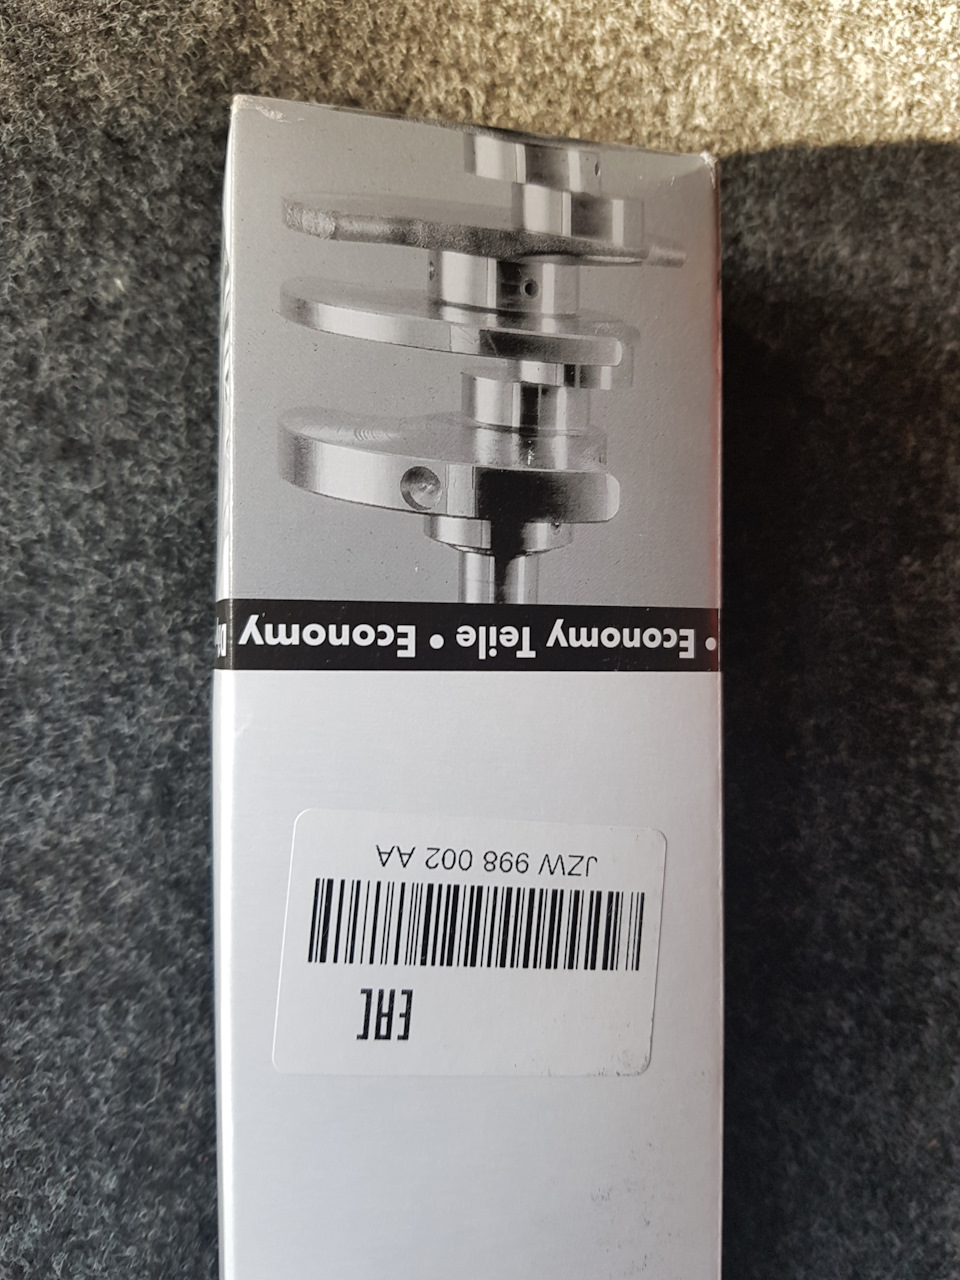 • Economy Teile • Economy
JZW 998 002 AA
EAC